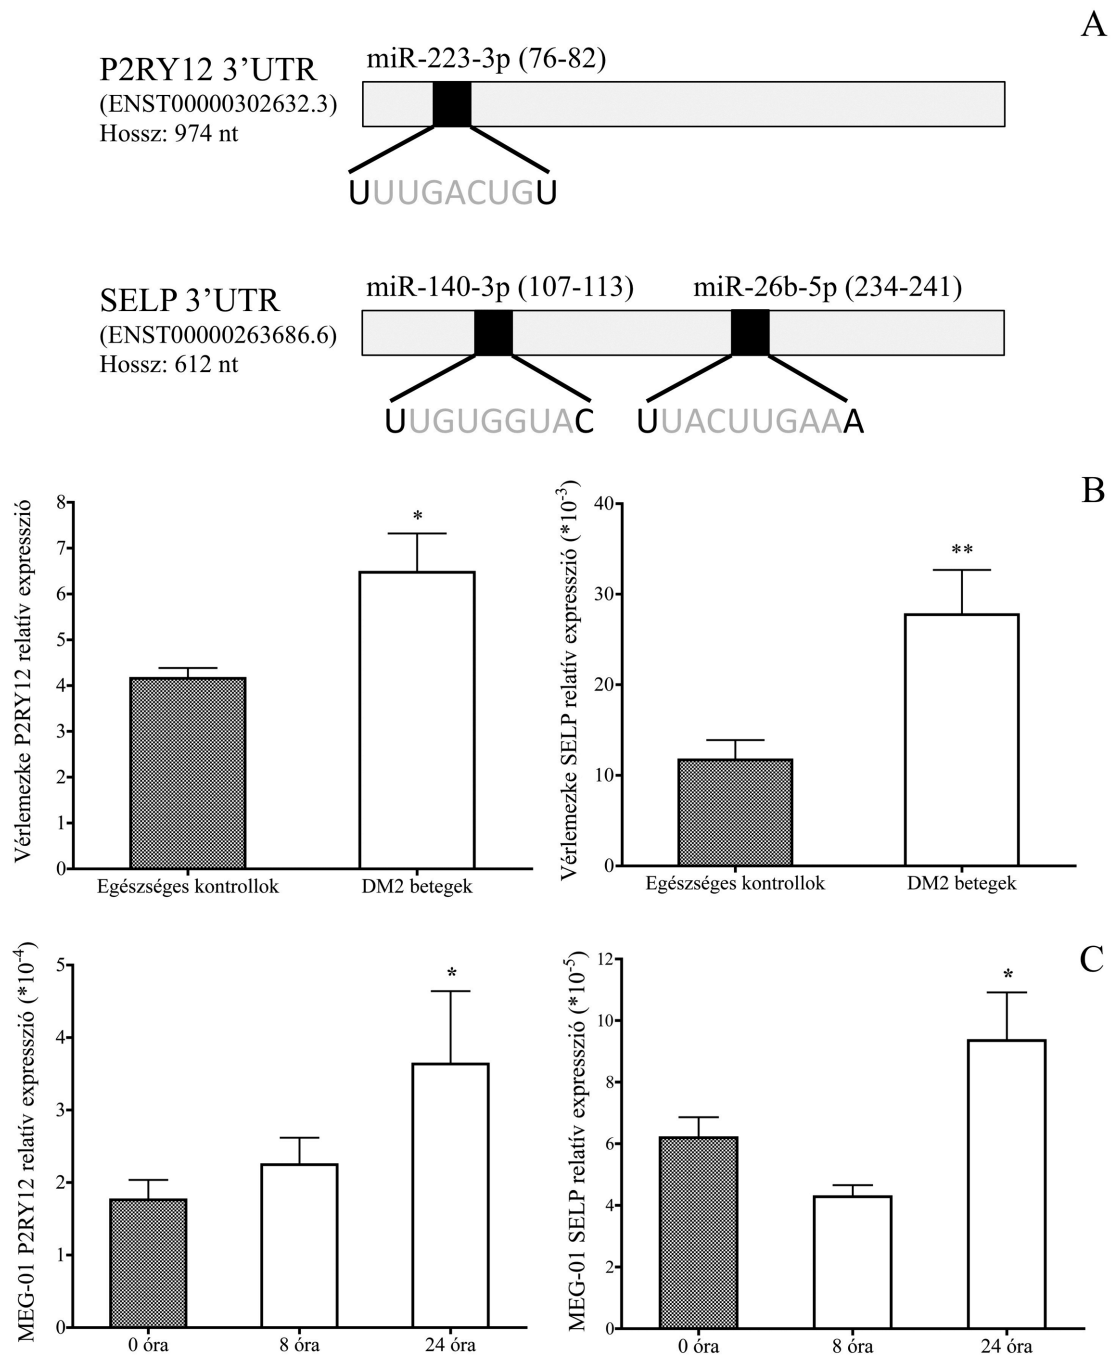 A
P2RY12 3’UTR
(ENST00000302632.3)
Hossz: 974 nt
miR-223-3p (76-82)
UUUGACUGU
SELP 3’UTR
(ENST00000263686.6)
Hossz: 612 nt
miR-140-3p (107-113)
miR-26b-5p (234-241)
UUGUGGUAC
UUACUUGAAA
B
Vérlemezke P2RY12 relatív expresszió
8
7
6
5
4
3
2
1
0
*
Egészséges kontrollok
DM2 betegek
Vérlemezke SELP relatív expresszió (*10-3)
40
30
20
10
0
**
Egészséges kontrollok
DM2 betegek
C
MEG-01 P2RY12 relatív expresszió (*10-4)
5
4
3
2
1
0
*
0 óra
8 óra
24 óra
MEG-01 SELP relatív expresszió (*10-5)
12
10
8
6
4
2
0
*
0 óra
8 óra
24 óra